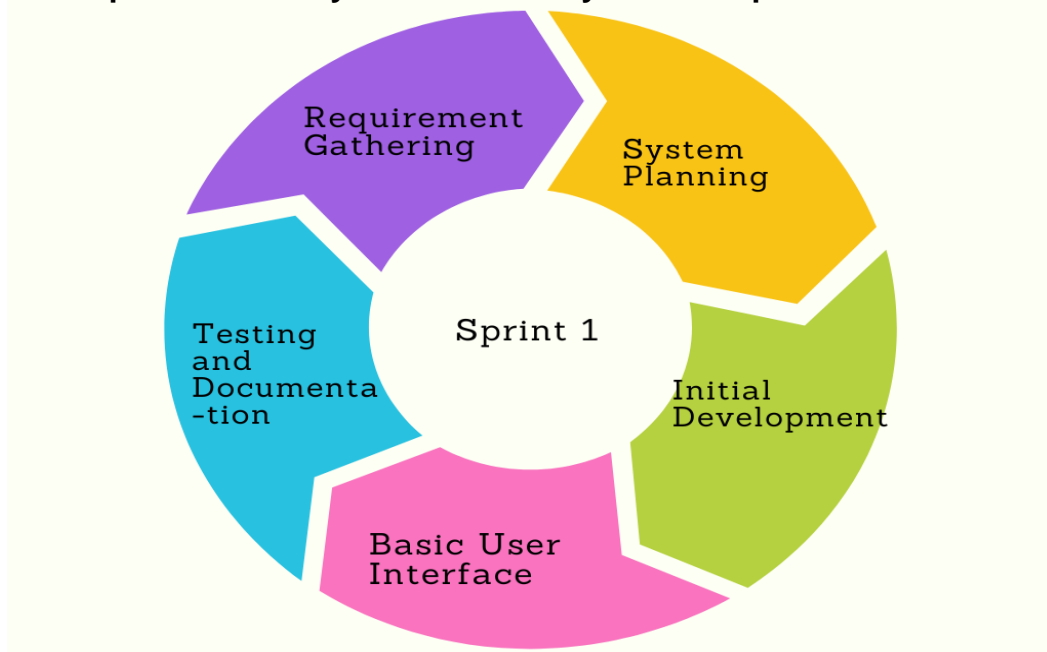 Requirement
Gathering
System
Planning
Initial
Development
Basic User
Interface
Testing
and
Documenta
-tion
Sprint 1